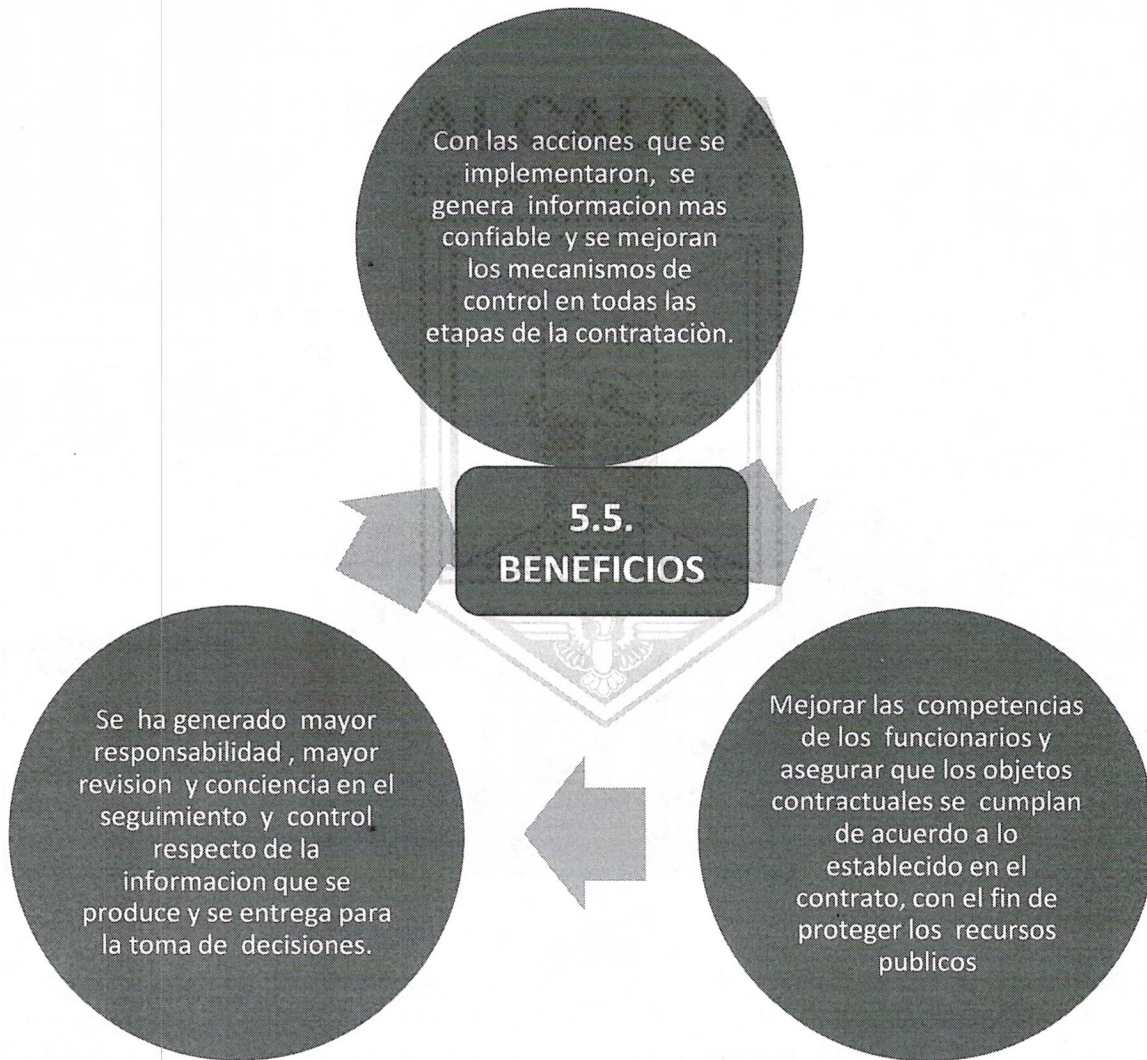 ALCALDÍA
Con las acciones que se
implementaron, se
genera informacion mas
confiable y se mejoran
los mecanismos de
control en todas las
etapas de la contrataciòn.
5.5.
BENEFICIOS
Mejorar las competencias
de los funcionarios y
asegurar que los objetos
contractuales se cumplan
de acuerdo a lo
establecido en el
contrato, con el fin de
proteger los recursos
publicos
Se ha generado mayor
responsabilidad , mayor
revision y conciencia en el
seguimiento y control
respecto de la
informacion que se
produce y se entrega para
la toma de decisiones.